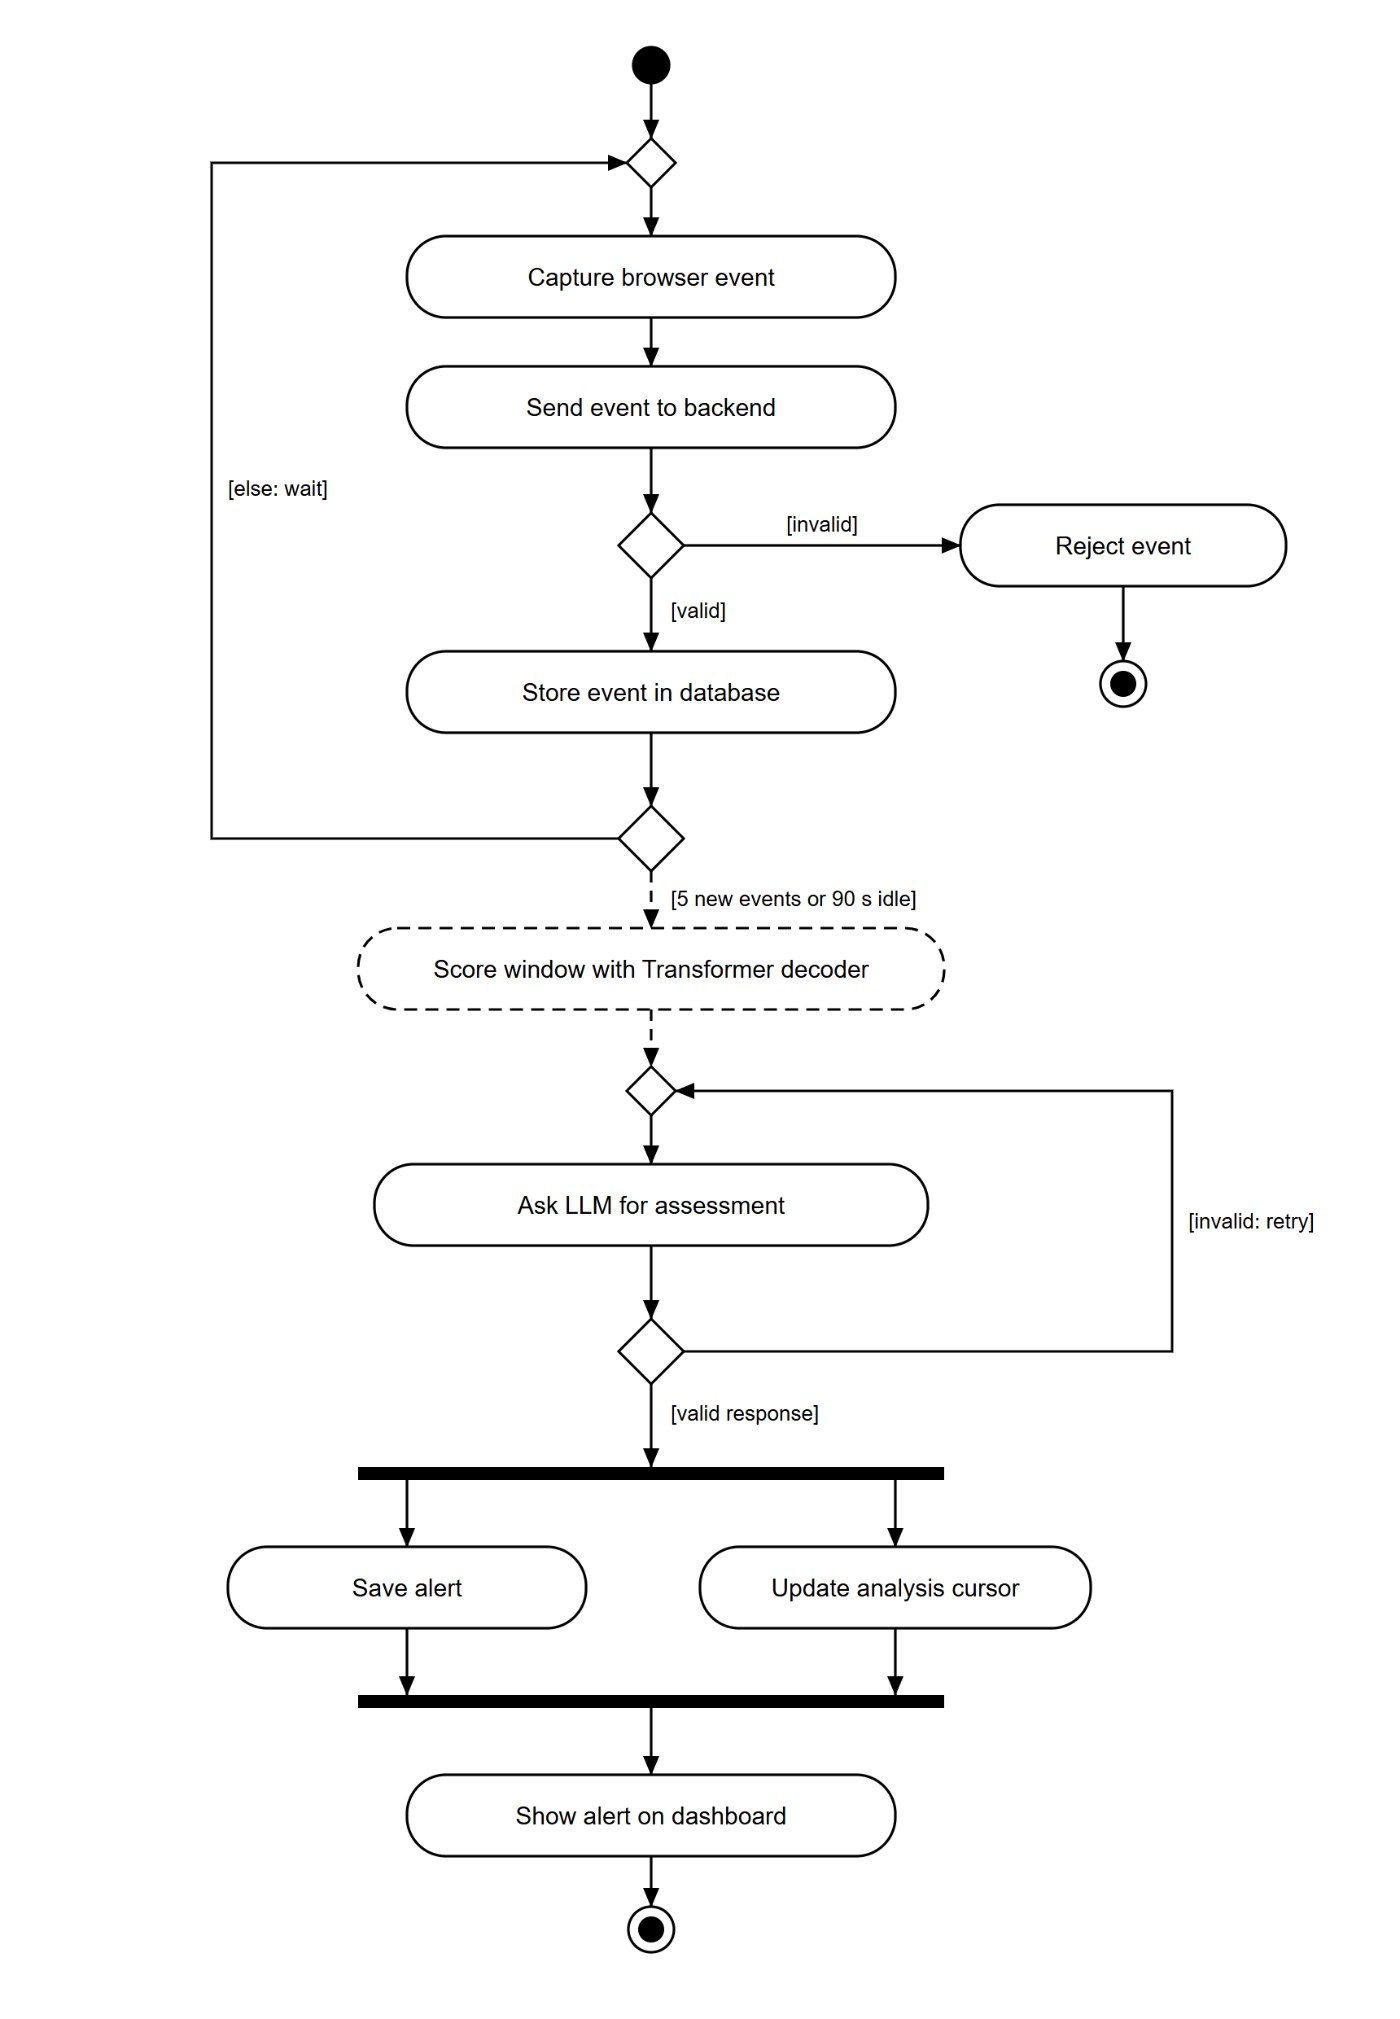 Capture browser event
Send event to backend
[else: wait]
[invalid]
Reject event
[valid]
Store event in database
[5 new events or 90 s idle]
Score window with Transformer decoder
Ask LLM for assessment
[invalid: retry]
[valid response]
Save alert
Update analysis cursor
Show alert on dashboard